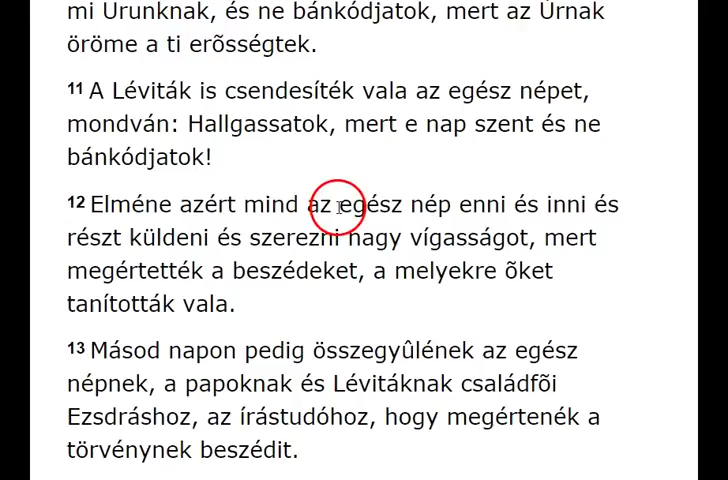 mi Urunknak, és ne bánkódjatok, mert az Úrnak
öröme a ti erõsségtek.
11 A Léviták is csendesíték vala az egész népet,
mondván: Hallgassatok, mert e nap szent és ne
bánkódjatok!
12 Elméne azért mind az egész nép enni és inni és
részt küldeni és szerezni nagy vígasságot, mert
megértették a beszédeket, a melyekre õket
tanították vala.
13 Másod napon pedig összegyûlének az egész
népnek, a papoknak és Lévitáknak családfõi
Ezsdráshoz, az írástudóhoz, hogy megértenék a
törvénynek beszédit.